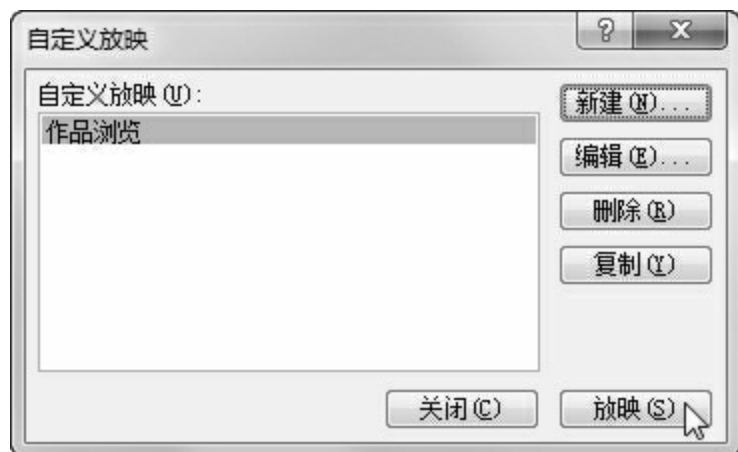 自定义放映
自定义放映(U):
作品浏览
新建(N)...
编辑(E)...
删除(R)
复制(Y)
关闭(C)
放映(S)